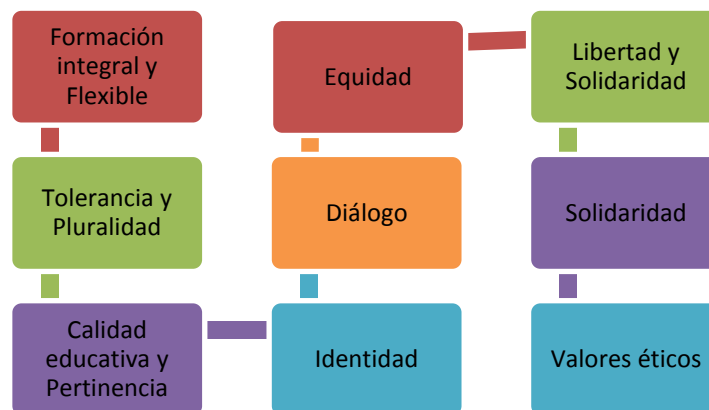 Formación
integral y
Flexible
Tolerancia y
Pluralidad
Calidad
educativa y
Pertinencia
Identidad
Diálogo
Equidad
Libertad y
Solidaridad
Solidaridad
Valores éticos